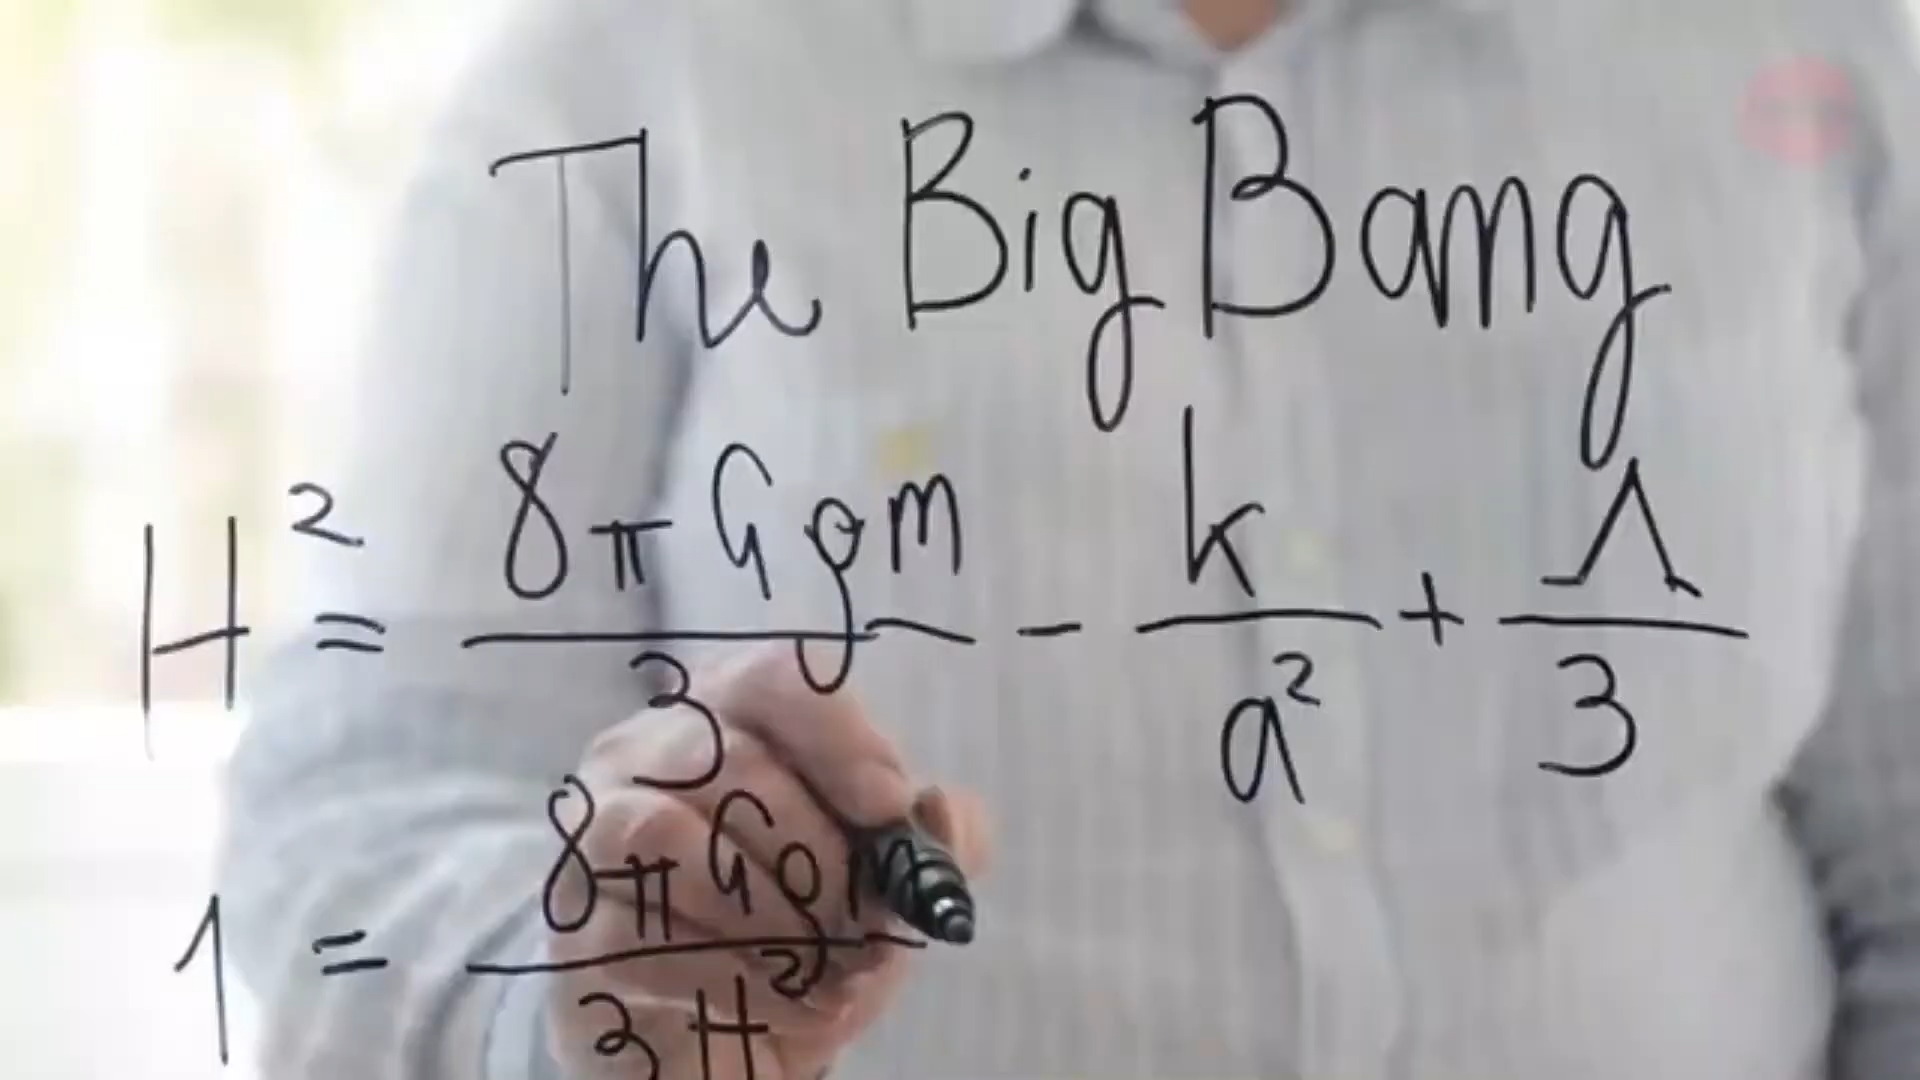 The Big Bang
H² = 8πGρm/3 - k/a² + Λ/3
1 = 8πGρm/3H²